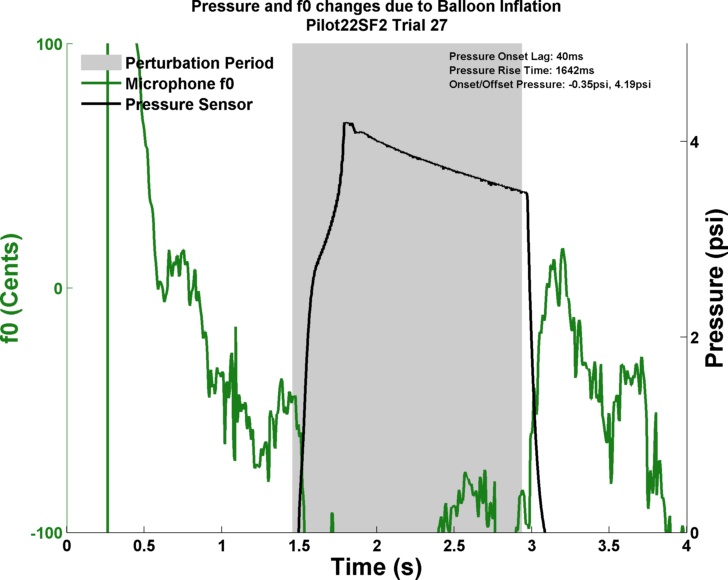 Pressure and f0 changes due to Balloon Inflation
Pilot22SF2 Trial 27
100
Perturbation Period
Microphone f0
Pressure Sensor
Pressure Onset Lag: 40ms
Pressure Rise Time: 1642ms
Onset/Offset Pressure: -0.35psi, 4.19psi
0
-100
f0 (Cents)
4
2
0
Pressure (psi)
0
0.5
1
1.5
2
2.5
3
3.5
4
Time (s)